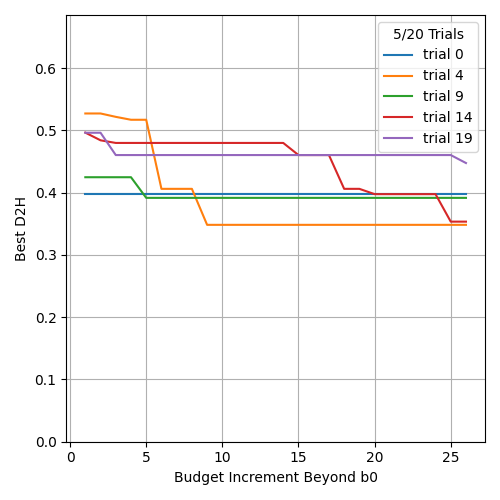 5/20 Trials
trial 0
trial 4
trial 9
trial 14
trial 19
Best D2H
0.6
0.5
0.4
0.3
0.2
0.1
0.0
0 5 10 15 20 25
Budget Increment Beyond b0